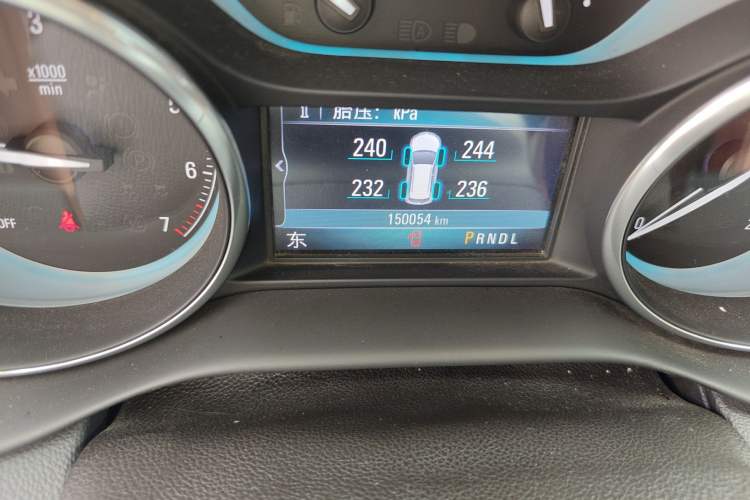 3
x1000
min
5
6
7
OFF
胎压: kPa
240
244
232
236
150054 km
东
PRNDL
0